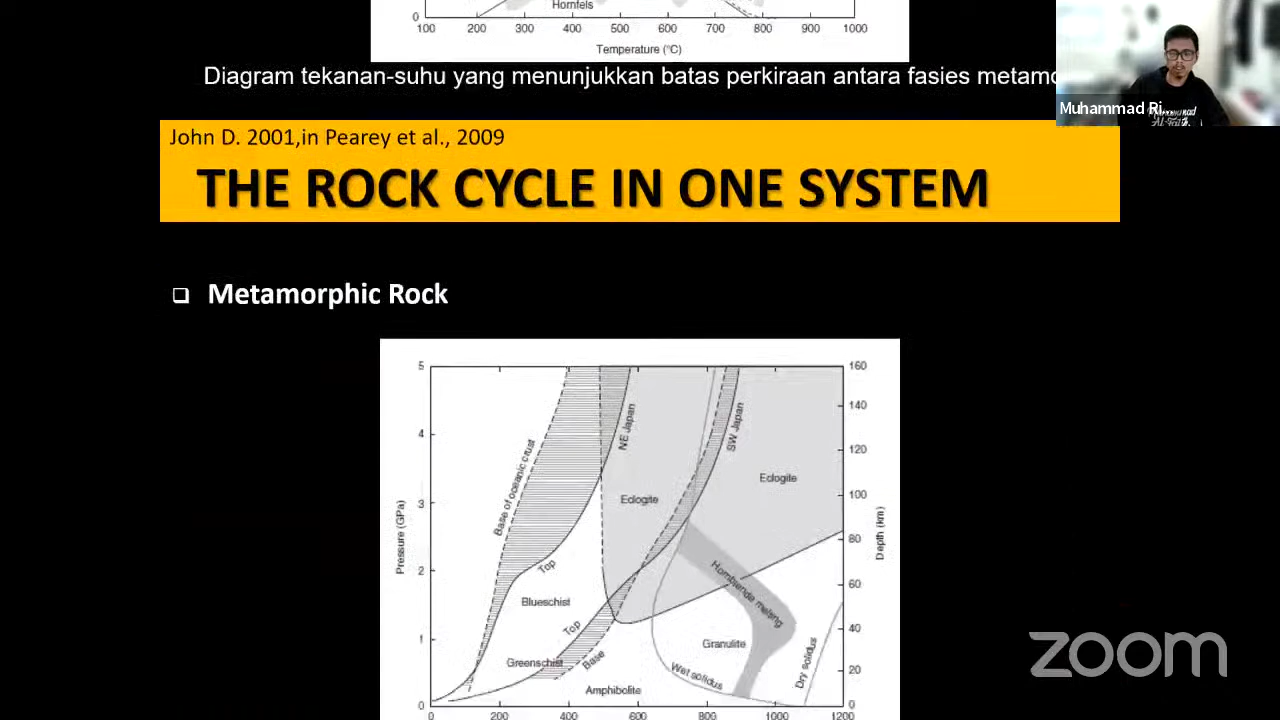 0
Hornfels
100 200 300 400 500 600 700 800 900 1000
Temperature (°C)
Diagram tekanan-suhu yang menunjukkan batas perkiraan antara fasies
Muhammad Ri
John D. 2001,in Pearey et al., 2009
THE ROCK CYCLE IN ONE SYSTEM
Metamorphic Rock
5
160
140
NE Japan
SW Japan
4
120
Base of oceanic crust
Eclogite
100
Eclogite
3
Pressure (GPa)
Depth (km)
80
Top
2
Hornblende melting
60
Blueschist
Top
40
1
Granulite
Greenschist
Base
Wet solidus
Dry solidus
20
Amphibolite
0
0
0 200 400 600 800 1000 1200
zoom